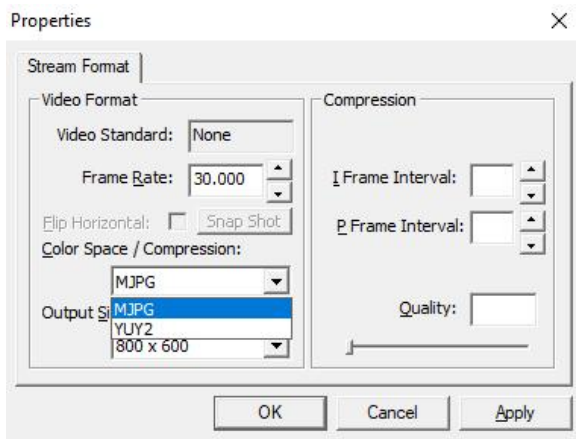 Properties
Stream Format
Video Format
Video Standard: None
Frame Rate: 30.000
Flip Horizontal: Snap Shot
Color Space / Compression:
MJPG
MJPG
YUY2
Output Si
800 x 600
Compression
I Frame Interval:
P Frame Interval:
Quality:
OK Cancel Apply